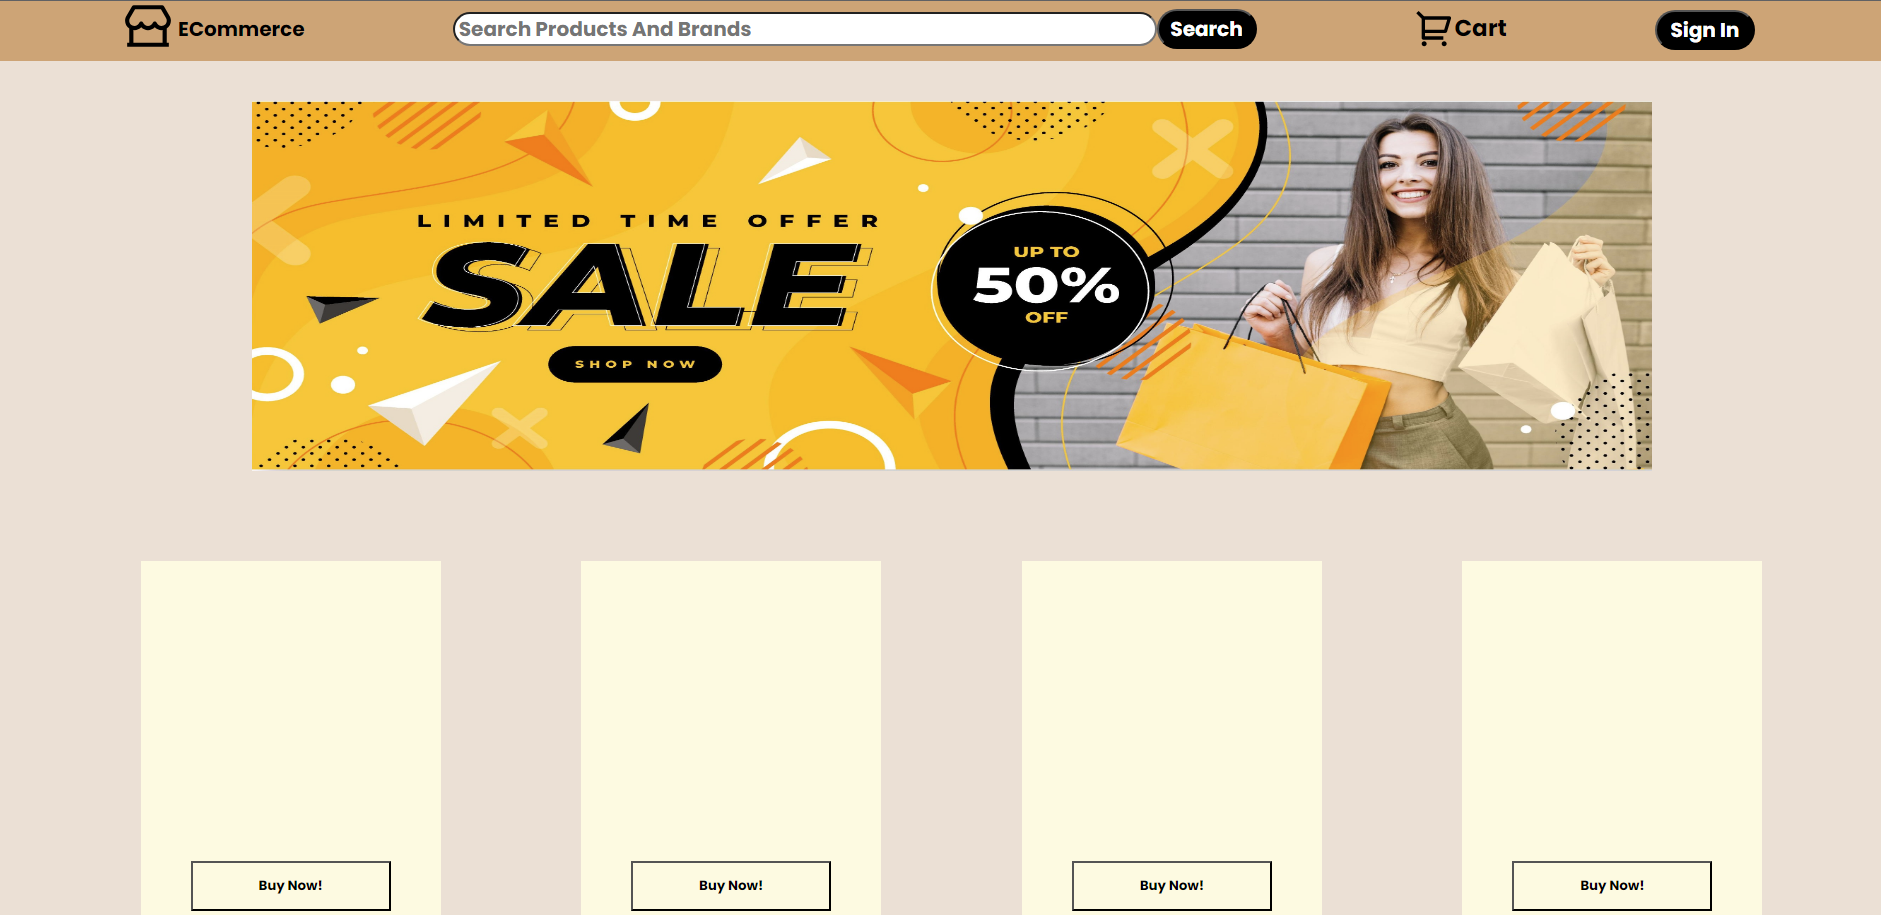 ECommerce
Search Products And Brands
Search
Cart
Sign In
LIMITED TIME OFFER
SALE
SHOP NOW
UP TO
50%
OFF
Buy Now!
Buy Now!
Buy Now!
Buy Now!